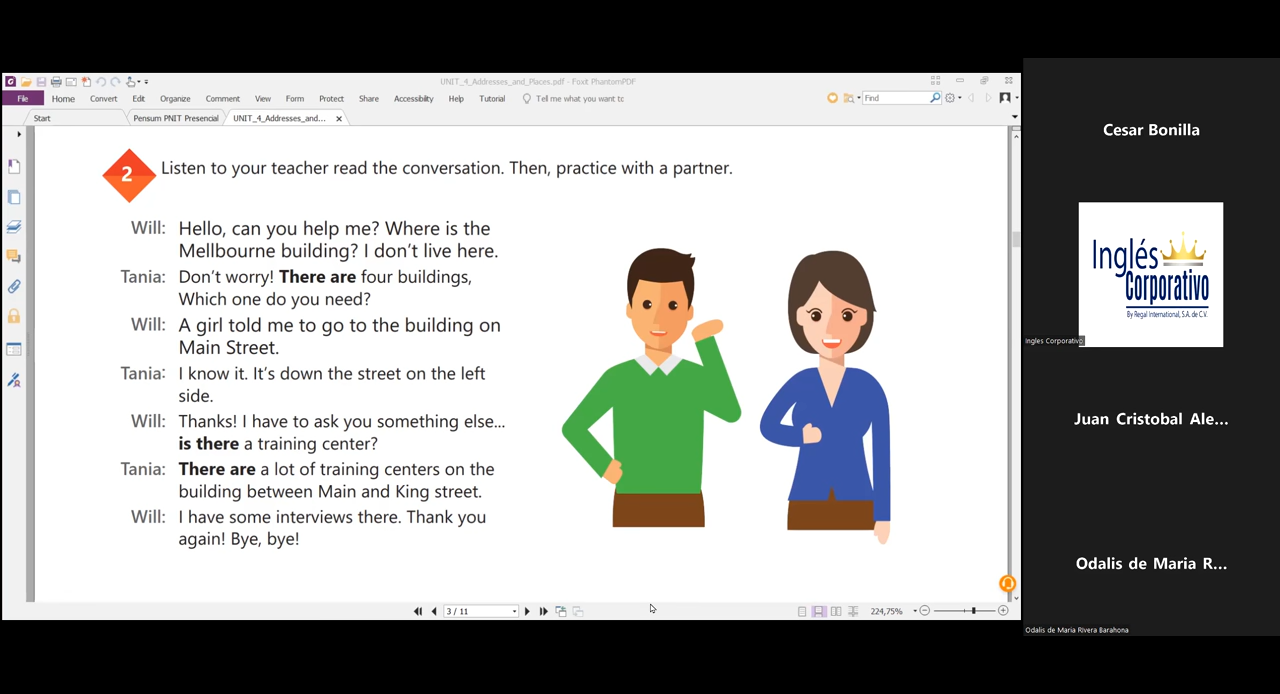 UNIT_4_Addresses_and_Places.pdf - Foxit PhantomPDF
File Home Convert Edit Organize Comment View Form Protect Share Accessibility Help Tutorial Tell me what you want tc Find
Start Pensum PNIT Presencial UNIT_4_Addresses_and...
2 Listen to your teacher read the conversation. Then, practice with a partner.
Will: Hello, can you help me? Where is the
Mellbourne building? I don't live here.
Tania: Don't worry! There are four buildings,
Which one do you need?
Will: A girl told me to go to the building on
Main Street.
Tania: I know it. It's down the street on the left
side.
Will: Thanks! I have to ask you something else...
is there a training center?
Tania: There are a lot of training centers on the
building between Main and King street.
Will: I have some interviews there. Thank you
again! Bye, bye!
3 / 11
224,75%
Cesar Bonilla
Inglés
Corporativo
By Regal International, S.A. de C.V.
Ingles Corporativo
Juan Cristobal Ale...
Odalis de Maria R...
Odalis de Maria Rivera Barahona